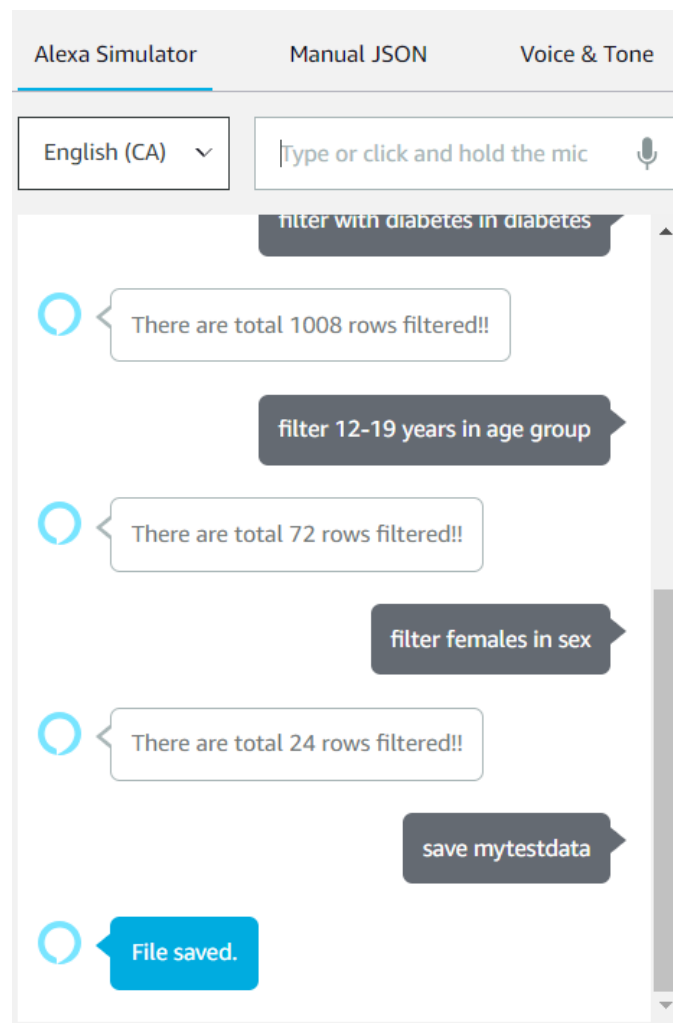 Alexa Simulator Manual JSON Voice & Tone
English (CA) Type or click and hold the mic
filter with diabetes in diabetes
There are total 1008 rows filtered!!
filter 12-19 years in age group
There are total 72 rows filtered!!
filter females in sex
There are total 24 rows filtered!!
save mytestdata
File saved.